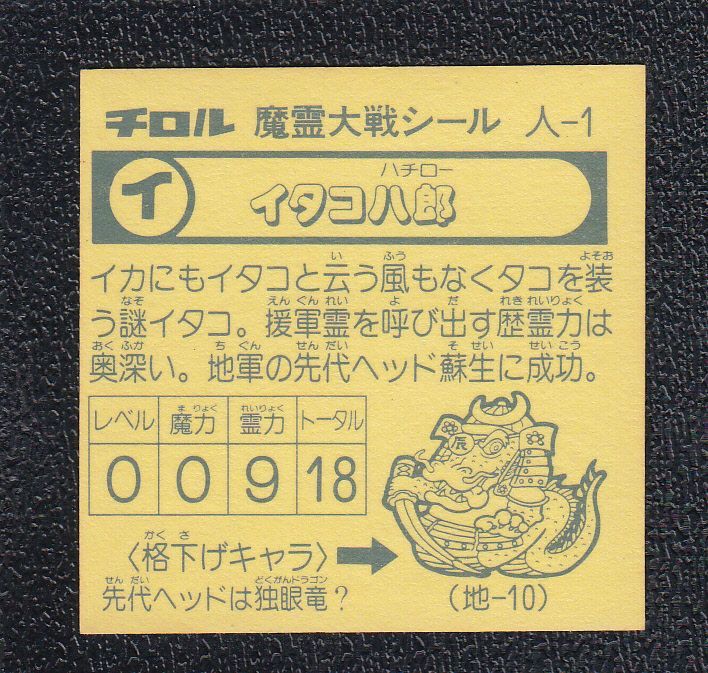 チロル 魔霊大戦シール 人-1
ハチロー
イ イタコ八郎
い ふう よそお
イカにもイタコと云う風もなくタコを装
なぞ えんぐんれい よ だ れきれいりょく
う謎イタコ。援軍霊を呼び出す歴霊力は
おくふか ちぐん せんだい そせい せいこう
奥深い。地軍の先代ヘッド蘇生に成功。
まりょく れいりょく
レベル 魔力 霊力 トータル
0 0 9 18
辰
かくさ
〈格下げキャラ〉
せんだい どくがんドラゴン
先代ヘッドは独眼竜？
(地-10)